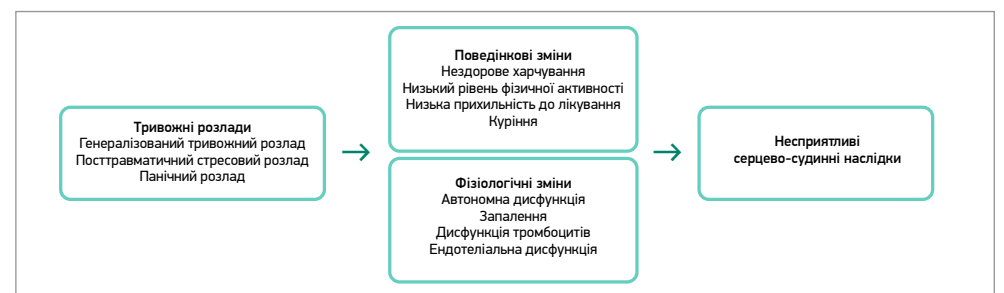 Тривожні розлади
Генералізований тривожний розлад
Посттравматичний стресовий розлад
Панічний розлад
Поведінкові зміни
Нездорове харчування
Низький рівень фізичної активності
Низька прихильність до лікування
Куріння
Фізіологічні зміни
Автономна дисфункція
Запалення
Дисфункція тромбоцитів
Ендотеліальна дисфункція
Несприятливі
серцево-судинні наслідки